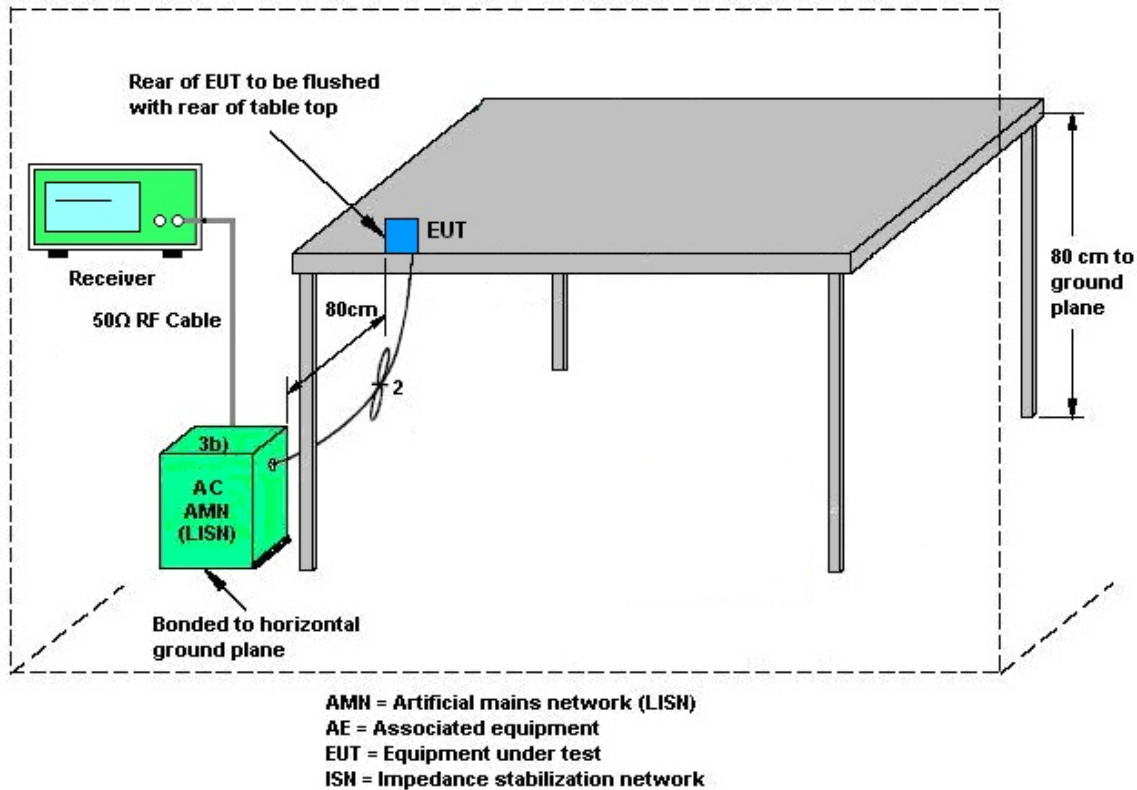 Rear of EUT to be flushed
with rear of table top
EUT
Receiver
80cm
80 cm to
ground
plane
50Ω RF Cable
2
3b)
AC
AMN
(LISN)
Bonded to horizontal
ground plane
AMN = Artificial mains network (LISN)
AE = Associated equipment
EUT = Equipment under test
ISN = Impedance stabilization network